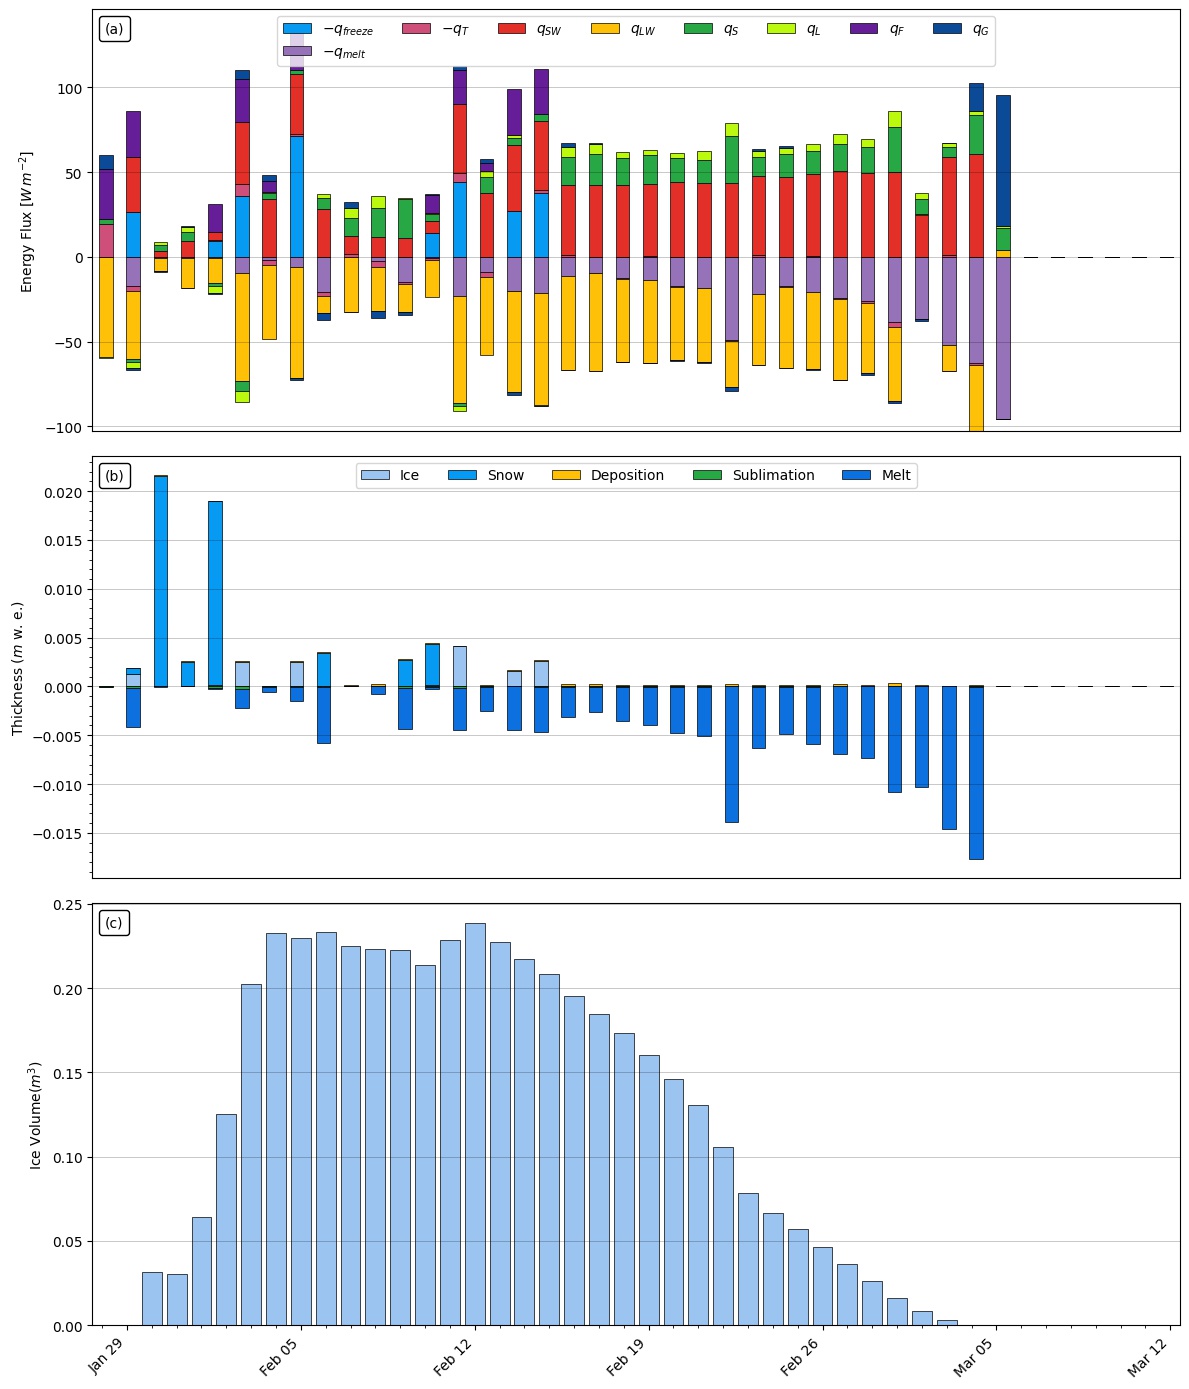 (a)
−q_freeze −q_T q_SW q_LW q_S q_L q_F q_G
−q_melt
Energy Flux [W m⁻²]
100
50
0
−50
−100
(b)
Ice Snow Deposition Sublimation Melt
Thickness (m w. e.)
0.020
0.015
0.010
0.005
0.000
−0.005
−0.010
−0.015
(c)
Ice Volume(m³)
0.25
0.20
0.15
0.10
0.05
0.00
Jan 29 Feb 05 Feb 12 Feb 19 Feb 26 Mar 05 Mar 12